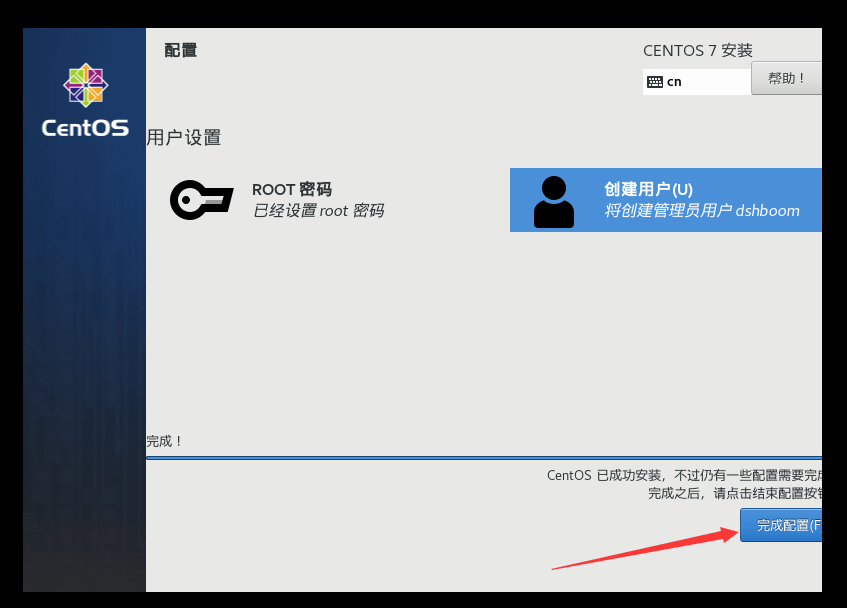 配置
CENTOS 7 安装
cn
帮助！
CentOS
用户设置
ROOT 密码
已经设置 root 密码
创建用户(U)
将创建管理员用户 dshboom
完成！
CentOS 已成功安装，不过仍有一些配置需要完
完成之后，请点击结束配置按
完成配置(F